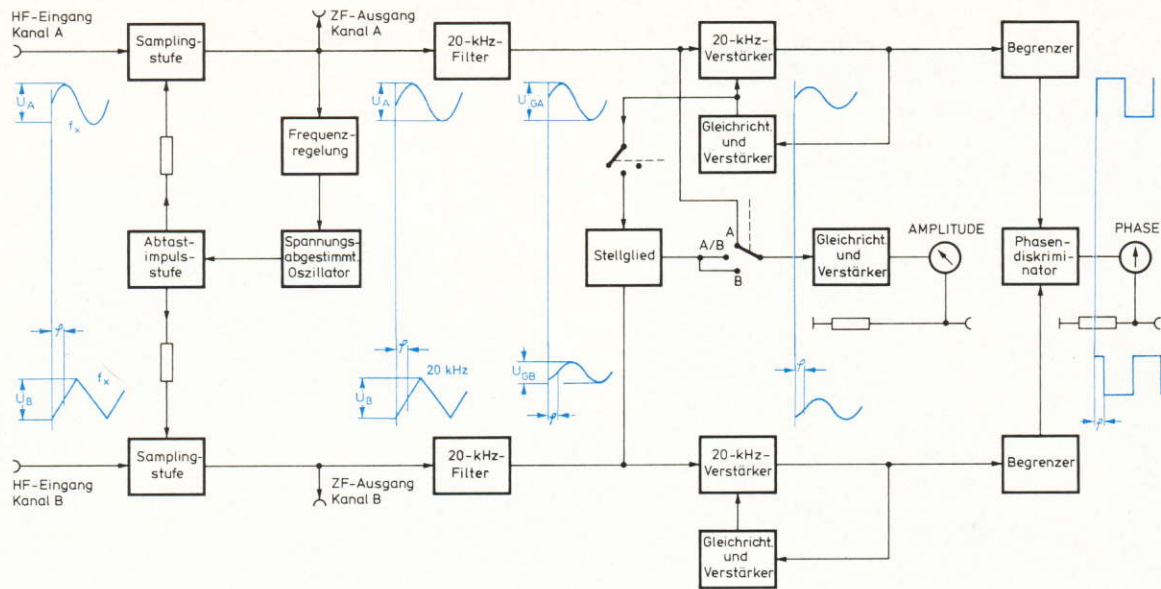 HF-Eingang
Kanal A
Sampling-
stufe
ZF-Ausgang
Kanal A
20-kHz-
Filter
20-kHz-
Verstärker
Begrenzer
U_A
f_x
U_A
U_GA
Frequenz-
regelung
Gleichricht.
und
Verstärker
Abtast-
impuls-
stufe
Spannungs-
abgestimmt.
Oszillator
Stellglied
A/B
A
B
Gleichricht.
und
Verstärker
AMPLITUDE
Phasen-
diskrimi-
nator
PHASE
φ
f_x
U_B
φ
20 kHz
U_B
U_GB
φ
φ
φ
Sampling-
stufe
HF-Eingang
Kanal B
ZF-Ausgang
Kanal B
20-kHz-
Filter
20-kHz-
Verstärker
Begrenzer
Gleichricht.
und
Verstärker